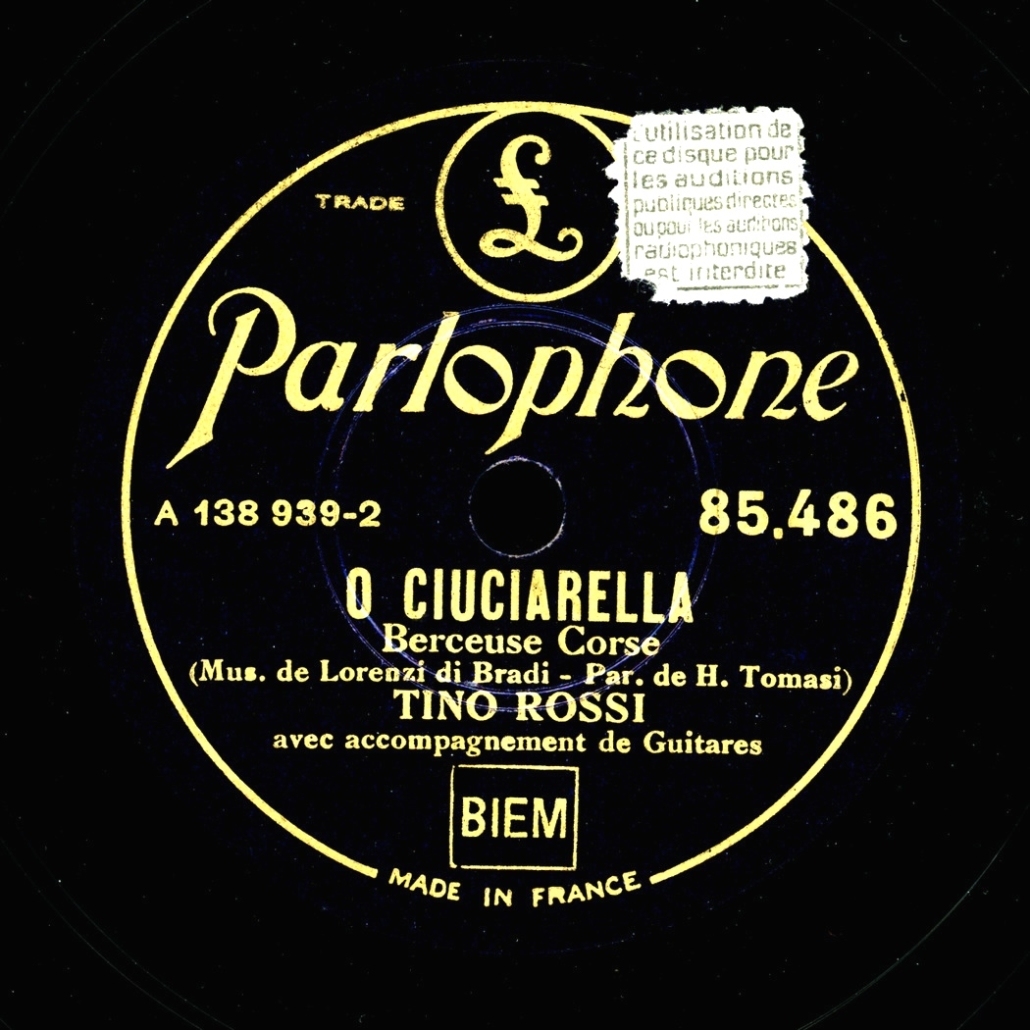 TRADE
£
l'utilisation de
ce disque pour
les auditions
publiques directes
ou pour les auditions
radiophoniques
est interdite
Parlophone
A 138 939-2
85.486
O CIUCIARELLA
Berceuse Corse
(Mus. de Lorenzi di Bradi - Par. de H. Tomasi)
TINO ROSSI
avec accompagnement de Guitares
BIEM
MADE IN FRANCE